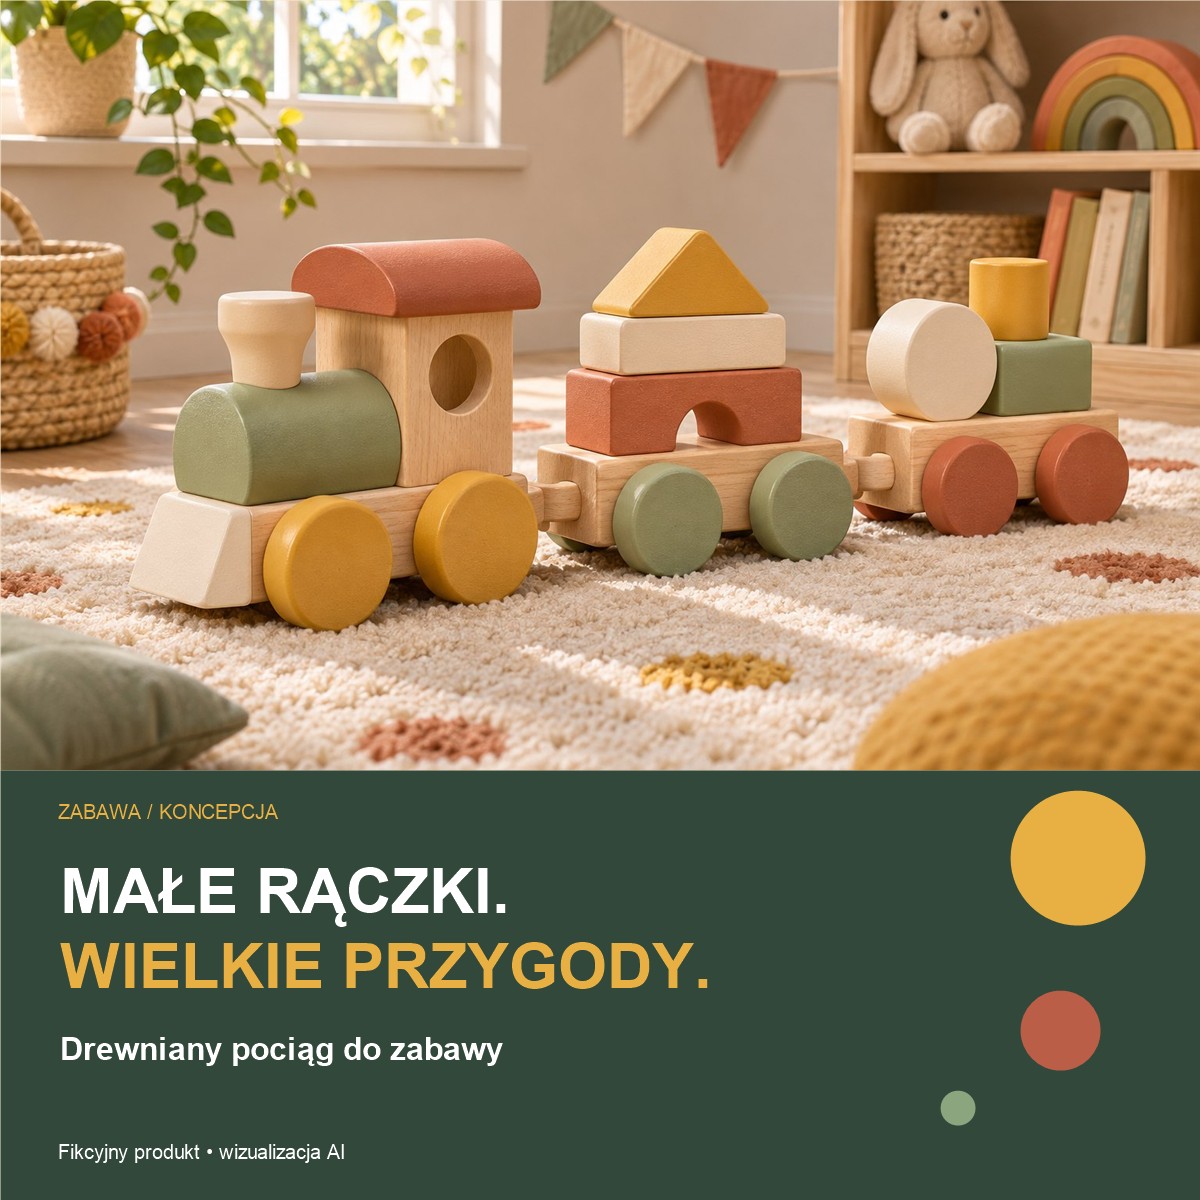 ZABAWA / KONCEPCJA
MAŁE RĄCZKI.
WIELKIE PRZYGODY.
Drewniany pociąg do zabawy
Fikcyjny produkt • wizualizacja AI